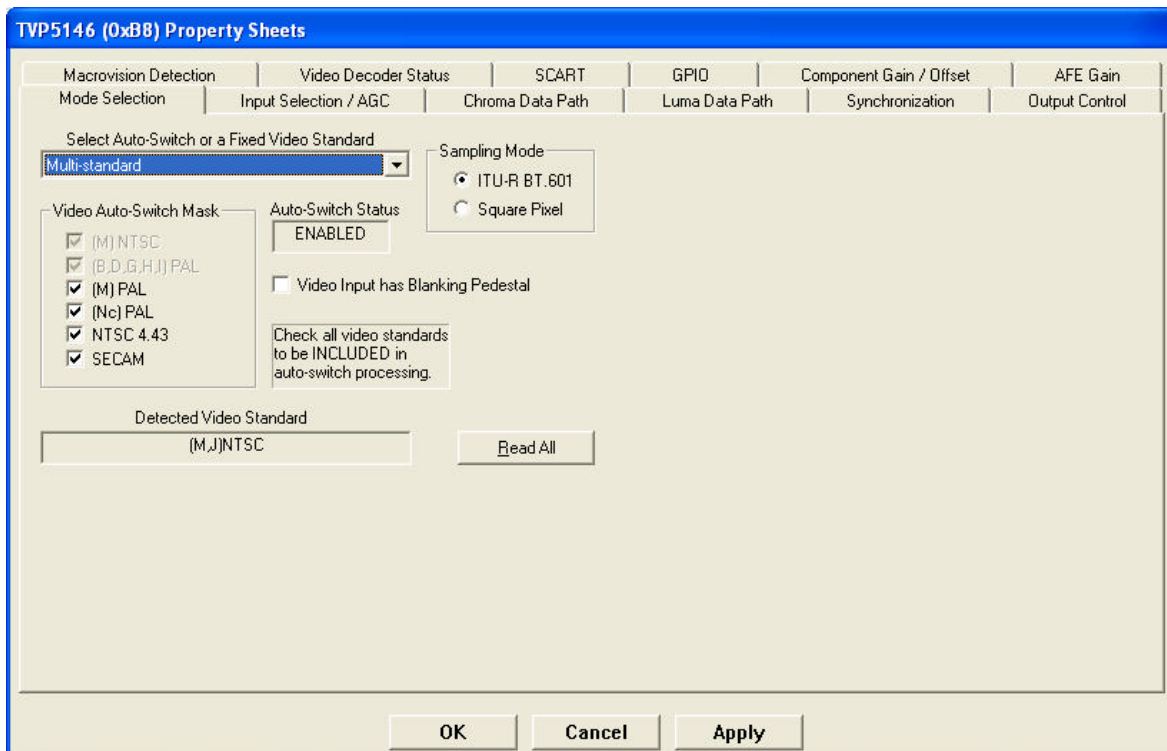 TVP5146 (0xB8) Property Sheets
Macrovision Detection
Video Decoder Status
SCART
GPIO
Component Gain / Offset
AFE Gain
Mode Selection
Input Selection / AGC
Chroma Data Path
Luma Data Path
Synchronization
Output Control
Select Auto-Switch or a Fixed Video Standard
Multi-standard
Sampling Mode
ITU-R BT.601
Square Pixel
Video Auto-Switch Mask
(M) NTSC
(B,D,G,H,I) PAL
(M) PAL
(Nc) PAL
NTSC 4.43
SECAM
Auto-Switch Status
ENABLED
Video Input has Blanking Pedestal
Check all video standards
to be INCLUDED in
auto-switch processing.
Detected Video Standard
(M,J)NTSC
Read All
OK
Cancel
Apply